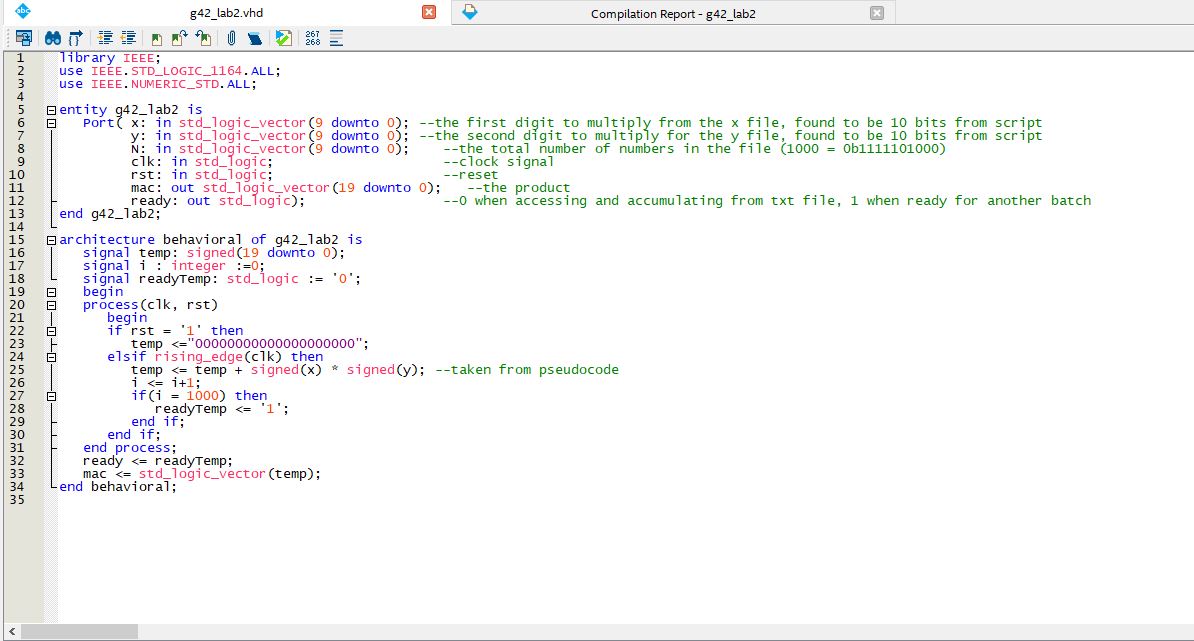 g42_lab2.vhd
Compilation Report - g42_lab2
abc
267
268
1 library IEEE;
2 use IEEE.STD_LOGIC_1164.ALL;
3 use IEEE.NUMERIC_STD.ALL;
4
5 entity g42_lab2 is
6 Port( x: in std_logic_vector(9 downto 0); --the first digit to multiply from the x file, found to be 10 bits from script
7 y: in std_logic_vector(9 downto 0); --the second digit to multiply for the y file, found to be 10 bits from script
8 N: in std_logic_vector(9 downto 0); --the total number of numbers in the file (1000 = 0b1111101000)
9 clk: in std_logic; --clock signal
10 rst: in std_logic; --reset
11 mac: out std_logic_vector(19 downto 0); --the product
12 ready: out std_logic); --0 when accessing and accumulating from txt file, 1 when ready for another batch
13 end g42_lab2;
14
15 architecture behavioral of g42_lab2 is
16 signal temp: signed(19 downto 0);
17 signal i : integer :=0;
18 signal readyTemp: std_logic := '0';
19 begin
20 process(clk, rst)
21 begin
22 if rst = '1' then
23 temp <="00000000000000000000";
24 elsif rising_edge(clk) then
25 temp <= temp + signed(x) * signed(y); --taken from pseudocode
26 i <= i+1;
27 if(i = 1000) then
28 readyTemp <= '1';
29 end if;
30 end if;
31 end process;
32 ready <= readyTemp;
33 mac <= std_logic_vector(temp);
34 end behavioral;
35